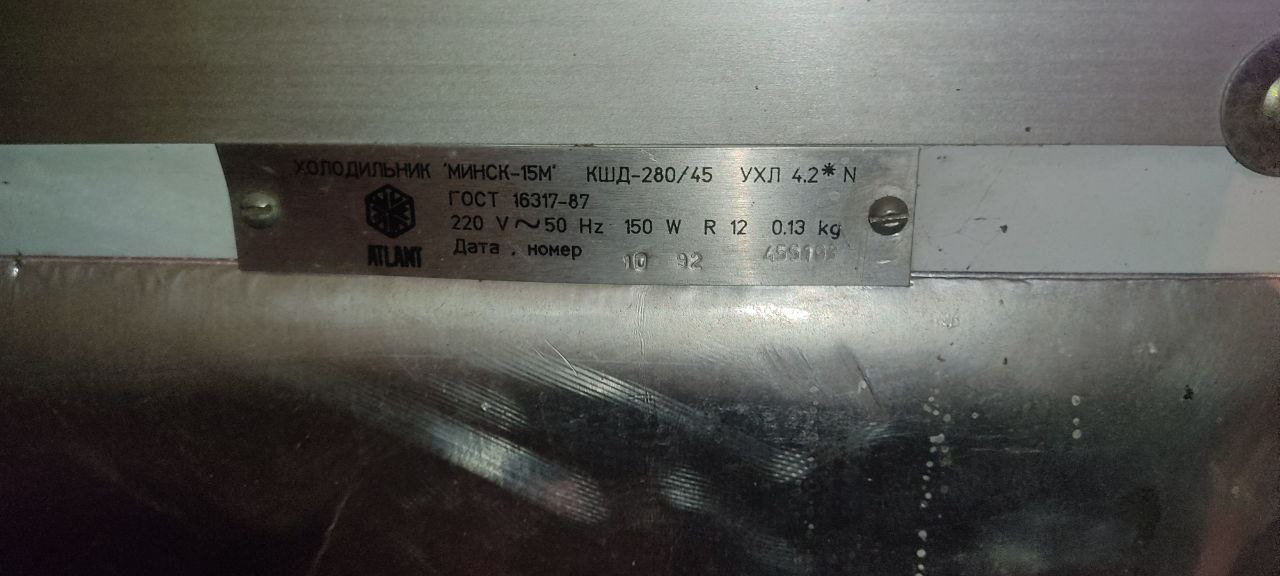 ХОЛОДИЛЬНИК 'МИНСК-15М' КШД-280/45 УХЛ 4.2* N
ГОСТ 16317-87
220 V ~ 50 Hz 150 W R 12 0.13 kg
ATLANT Дата , номер 10 92